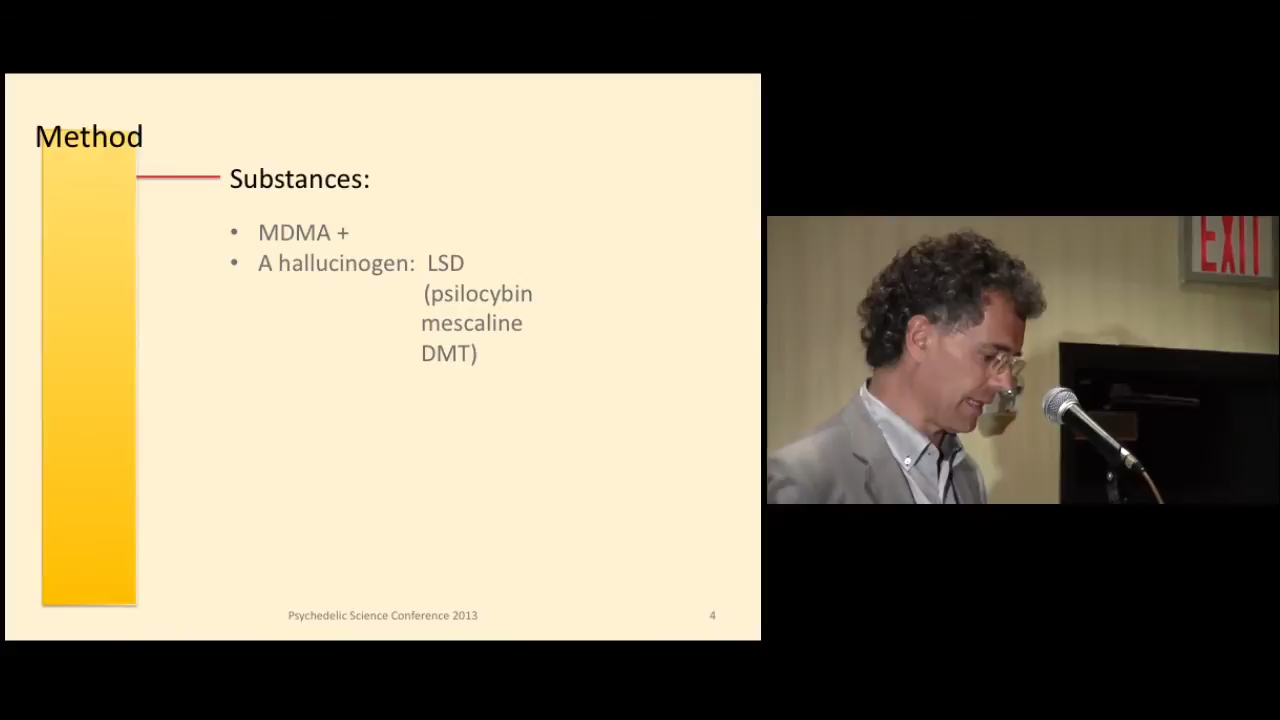 Method
Substances:
• MDMA +
• A hallucinogen: LSD
(psilocybin
mescaline
DMT)
Psychedelic Science Conference 2013
4
EXIT